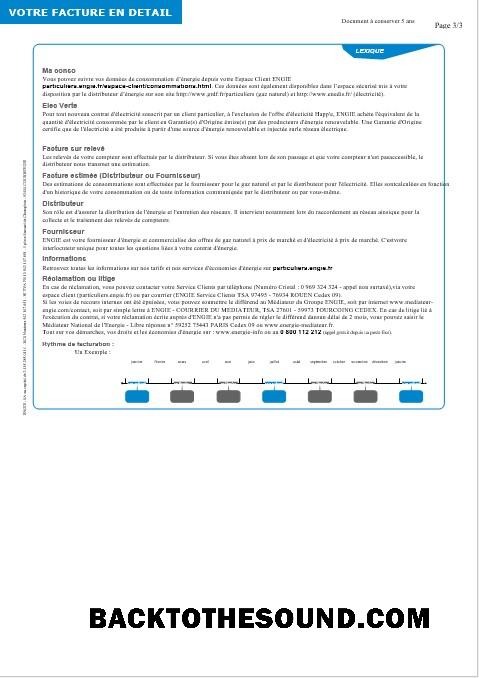 VOTRE FACTURE EN DETAIL
Document à conserver 5 ans
Page 3/3
LEXIQUE
Ma conso
Vous pouvez suivre vos données de consommation d'énergie depuis votre Espace Client ENGIE
particuliers.engie.fr/espace-client/consommations.html. Ces données sont également disponibles dans l'espace sécurisé mis à votre
disposition par le distributeur d'énergie sur son site http://www.grdf.fr/particuliers (gaz naturel) et http://www.enedis.fr/ (électricité).
Elec Verte
Pour tout nouveau contrat d'électricité souscrit par un client particulier, à l'exclusion de l'offre d'électicité Happ'e, ENGIE achète l'équivalent de la
quantité d'électricité consommée par le client en Garantie(s) d'Origine émise(s) par des producteurs d'énergie renouvelable. Une Garantie d'Origine
certifie que de l'électricité a été produite à partir d'une source d'énergie renouvelable et injectée sur le réseau électrique.
Facture sur relevé
Les relevés de votre compteur sont effectués par le distributeur. Si vous êtes absent lors de son passage et que votre compteur n'est pas accessible, le
distributeur nous transmet une estimation.
Facture estimée (Distributeur ou Fournisseur)
Des estimations de consommations sont effectuées par le fournisseur pour le gaz naturel et par le distributeur pour l'électricité. Elles sont calculées en fonction
d'un historique de votre consommation ou de toute information communiquée par le distributeur ou par vous-même.
Distributeur
Son rôle est d'assurer la distribution de l'énergie et l'entretien des réseaux. Il intervient notamment lors du raccordement au réseau ainsi que pour la
collecte et le traitement des relevés de compteurs.
Fournisseur
ENGIE est votre fournisseur d'énergie et commercialise des offres de gaz naturel à prix de marché et d'électricité à prix de marché. C'est votre
interlocuteur unique pour toutes les questions liées à votre contrat d'énergie.
Informations
Retrouvez toutes les informations sur nos tarifs et nos services d'économies d'énergie sur particuliers.engie.fr
Réclamation ou litige
En cas de réclamation, vous pouvez contacter votre Service Clients par téléphone (Numéro Cristal : 0 969 324 324 - appel non surtaxé), via votre
espace client (particuliers.engie.fr) ou par courrier (ENGIE Service Clients TSA 97495 - 76934 ROUEN Cedex 09).
Si les voies de recours internes ont été épuisées, vous pouvez soumettre le différend au Médiateur du Groupe ENGIE, soit par internet www.mediateur-
engie.com/contact, soit par simple lettre à ENGIE - COURRIER DU MEDIATEUR, TSA 27601 - 59973 TOURCOING CEDEX. En cas de litige lié à
l'exécution du contrat, si votre réclamation écrite auprès d'ENGIE n'a pas permis de régler le différend dans un délai de 2 mois, vous pouvez saisir le
Médiateur National de l'Energie - Libre réponse n° 59252 75443 PARIS Cedex 09 ou www.energie-mediateur.fr.
Tout sur vos démarches, vos droits et les économies d'énergie sur : www.energie-info ou au 0 800 112 212 (appel gratuit depuis un poste fixe).
Rythme de facturation :
Un Exemple :
janvier février mars avril mai juin juillet août septembre octobre novembre décembre janvier
BACKTOTHESOUND.COM